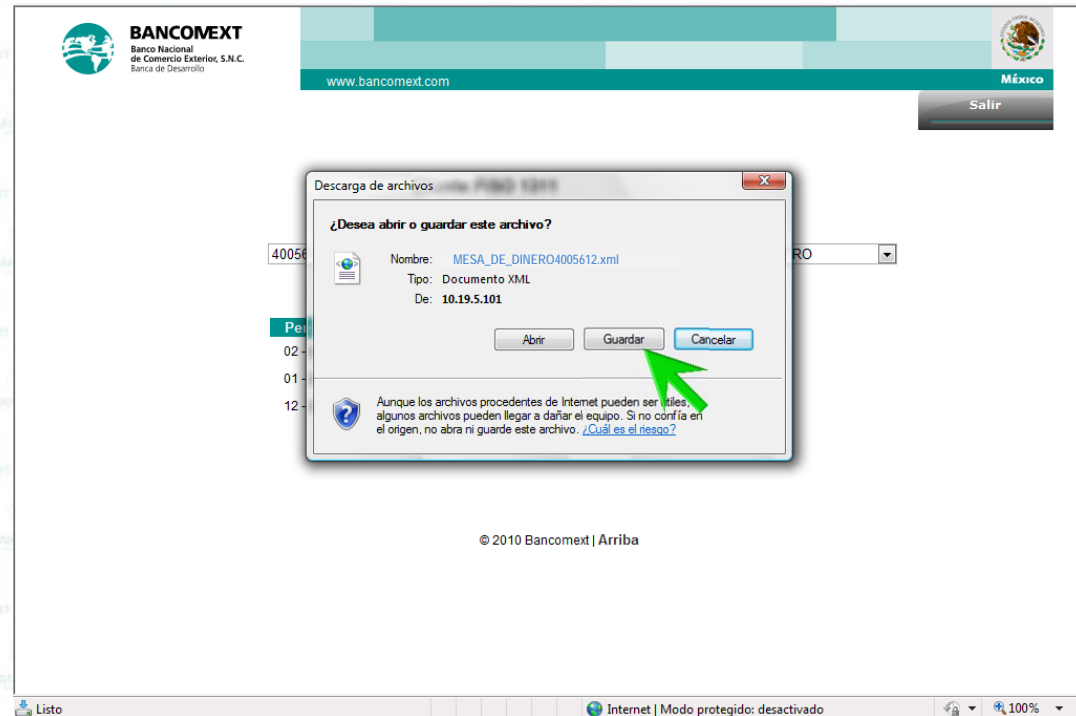 BANCOMEXT
Banco Nacional
de Comercio Exterior, S.N.C.
Banca de Desarrollo
www.bancomext.com
México
Salir
Descarga de archivos
¿Desea abrir o guardar este archivo?
40056
RO
Nombre: MESA_DE_DINERO4005612.xml
Tipo: Documento XML
De: 10.19.5.101
Per
Abrir Guardar Cancelar
02 -
01 -
12 -
Aunque los archivos procedentes de Internet pueden ser útiles,
algunos archivos pueden llegar a dañar el equipo. Si no confía en
el origen, no abra ni guarde este archivo. ¿Cuál es el riesgo?
© 2010 Bancomext | Arriba
Listo
Internet | Modo protegido: desactivado
100%